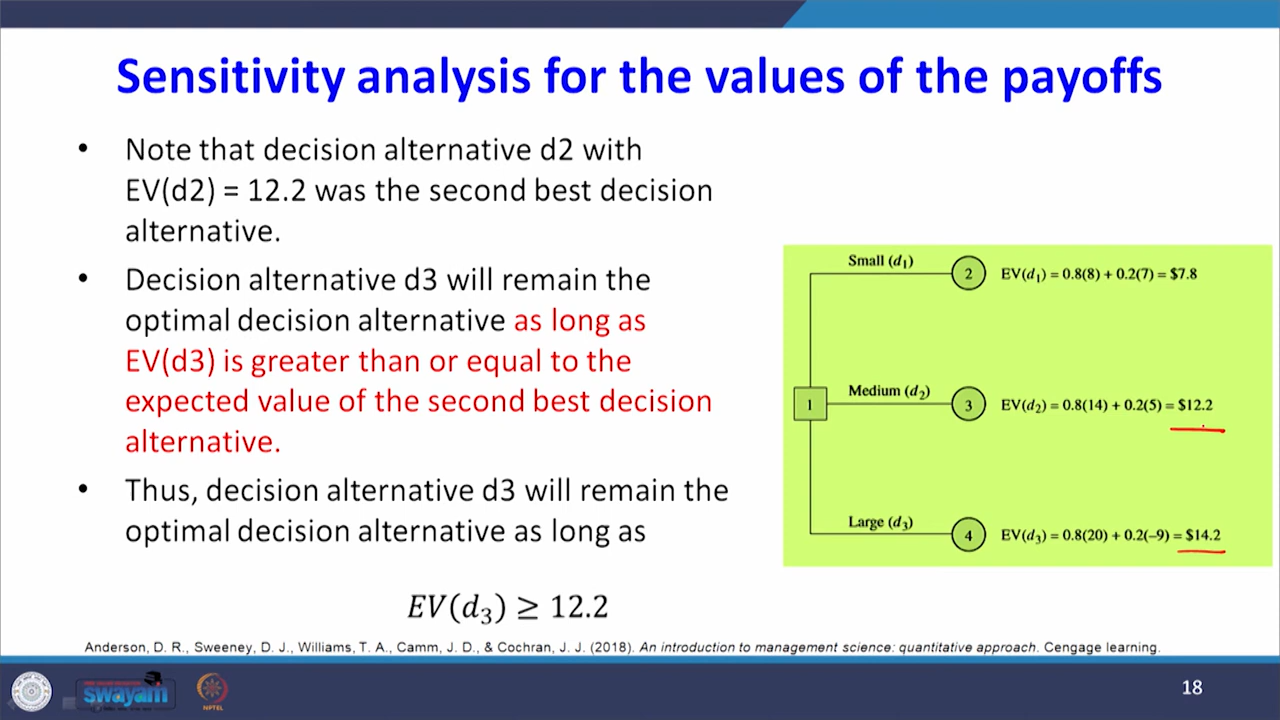 Sensitivity analysis for the values of the payoffs
• Note that decision alternative d2 with
EV(d2) = 12.2 was the second best decision
alternative.
• Decision alternative d3 will remain the
optimal decision alternative as long as
EV(d3) is greater than or equal to the
expected value of the second best decision
alternative.
• Thus, decision alternative d3 will remain the
optimal decision alternative as long as
EV(d₃) ≥ 12.2
Small (d₁)
2
EV(d₁) = 0.8(8) + 0.2(7) = $7.8
1
Medium (d₂)
3
EV(d₂) = 0.8(14) + 0.2(5) = $12.2
Large (d₃)
4
EV(d₃) = 0.8(20) + 0.2(–9) = $14.2
Anderson, D. R., Sweeney, D. J., Williams, T. A., Camm, J. D., & Cochran, J. J. (2018). An introduction to management science: quantitative approach. Cengage learning.
swayam
NPTEL
18